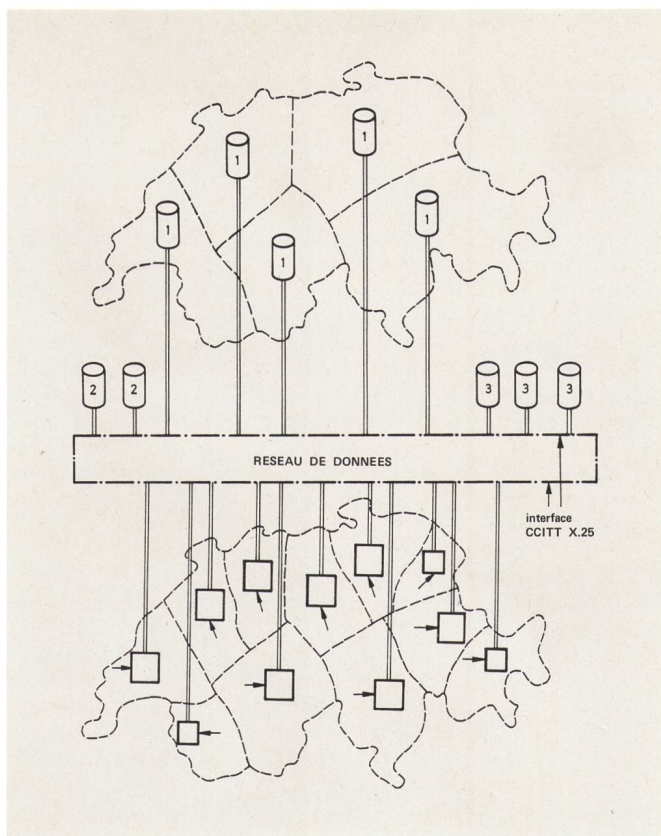 1
1
1
1
1
2 2
3 3 3
RESEAU DE DONNEES
interface
CCITT X.25